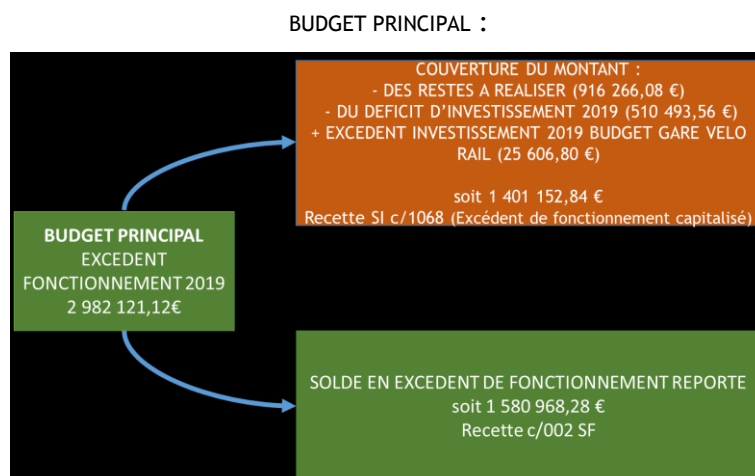 BUDGET PRINCIPAL :
COUVERTURE DU MONTANT :
- DES RESTES A REALISER (916 266,08 €)
- DU DEFICIT D'INVESTISSEMENT 2019 (510 493,56 €)
+ EXCEDENT INVESTISSEMENT 2019 BUDGET GARE VELO
RAIL (25 606,80 €)
soit 1 401 152,84 €
Recette SI c/1068 (Excédent de fonctionnement capitalisé)
BUDGET PRINCIPAL
EXCEDENT
FONCTIONNEMENT 2019
2 982 121,12€
SOLDE EN EXCEDENT DE FONCTIONNEMENT REPORTE
soit 1 580 968,28 €
Recette c/002 SF